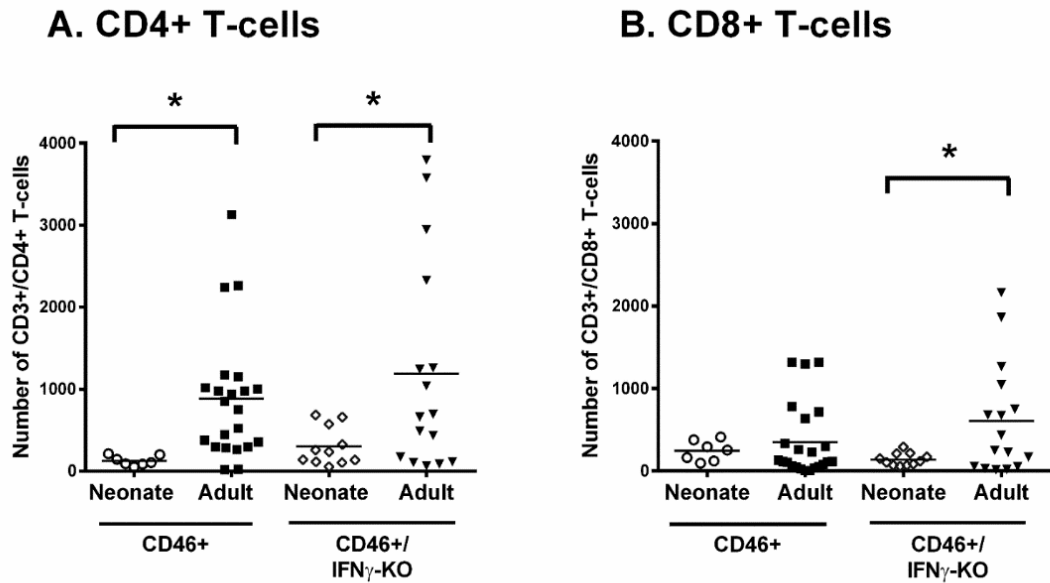 A. CD4+ T-cells
*
*
Number of CD3+/CD4+ T-cells
4000
3000
2000
1000
0
Neonate Adult Neonate Adult
CD46+ CD46+/
IFNγ-KO
B. CD8+ T-cells
*
Number of CD3+/CD8+ T-cells
4000
3000
2000
1000
0
Neonate Adult Neonate Adult
CD46+ CD46+/
IFNγ-KO